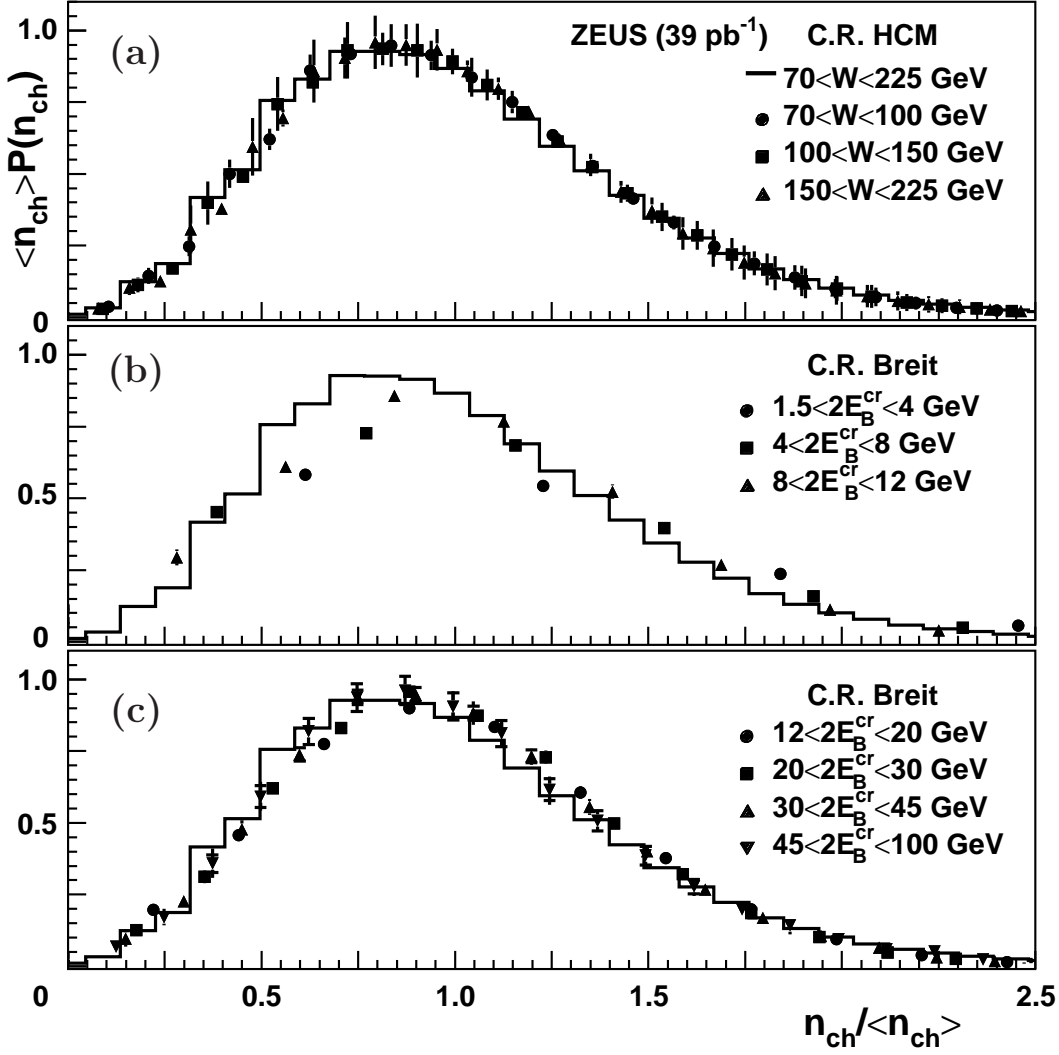 <n_ch>P(n_ch)
(a)
ZEUS (39 pb⁻¹) C.R. HCM
70<W<225 GeV
70<W<100 GeV
100<W<150 GeV
150<W<225 GeV
1.0
0
(b)
C.R. Breit
1.5<2E_B^cr<4 GeV
4<2E_B^cr<8 GeV
8<2E_B^cr<12 GeV
1.0
0.5
0
(c)
C.R. Breit
12<2E_B^cr<20 GeV
20<2E_B^cr<30 GeV
30<2E_B^cr<45 GeV
45<2E_B^cr<100 GeV
1.0
0.5
0 0.5 1.0 1.5 2 2.5
n_ch/<n_ch>